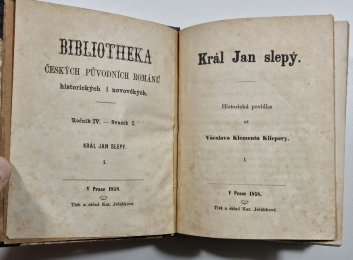 BIBLIOTHEKA
ČESKÝCH PŮVODNÍCH ROMÁNŮ
historických i novověkých.
Ročník IV. — Svazek I.
KRÁL JAN SLEPÝ.
I.
V Praze 1858.
Tisk a sklad Kat. Jeřábkové.
Král Jan slepý.
Historická povídka
od
Václava Klementa Klicpery.
I
V Praze 1858.
Tisk a sklad Kat. Jeřábkové.